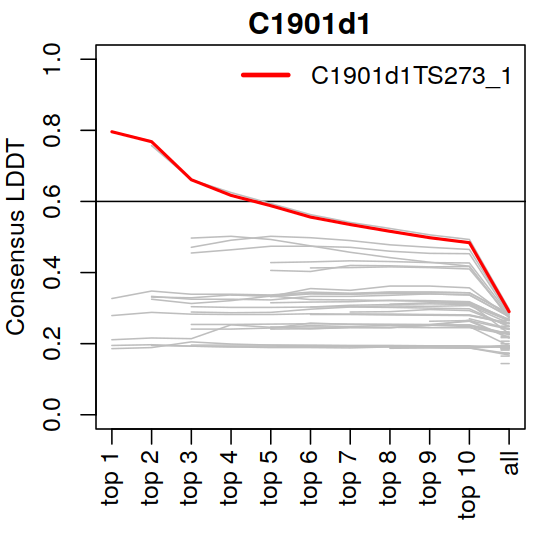 C1901d1
C1901d1TS273_1
Consensus LDDT
1.0
0.8
0.6
0.4
0.2
0.0
top 1
top 2
top 3
top 4
top 5
top 6
top 7
top 8
top 9
top 10
all